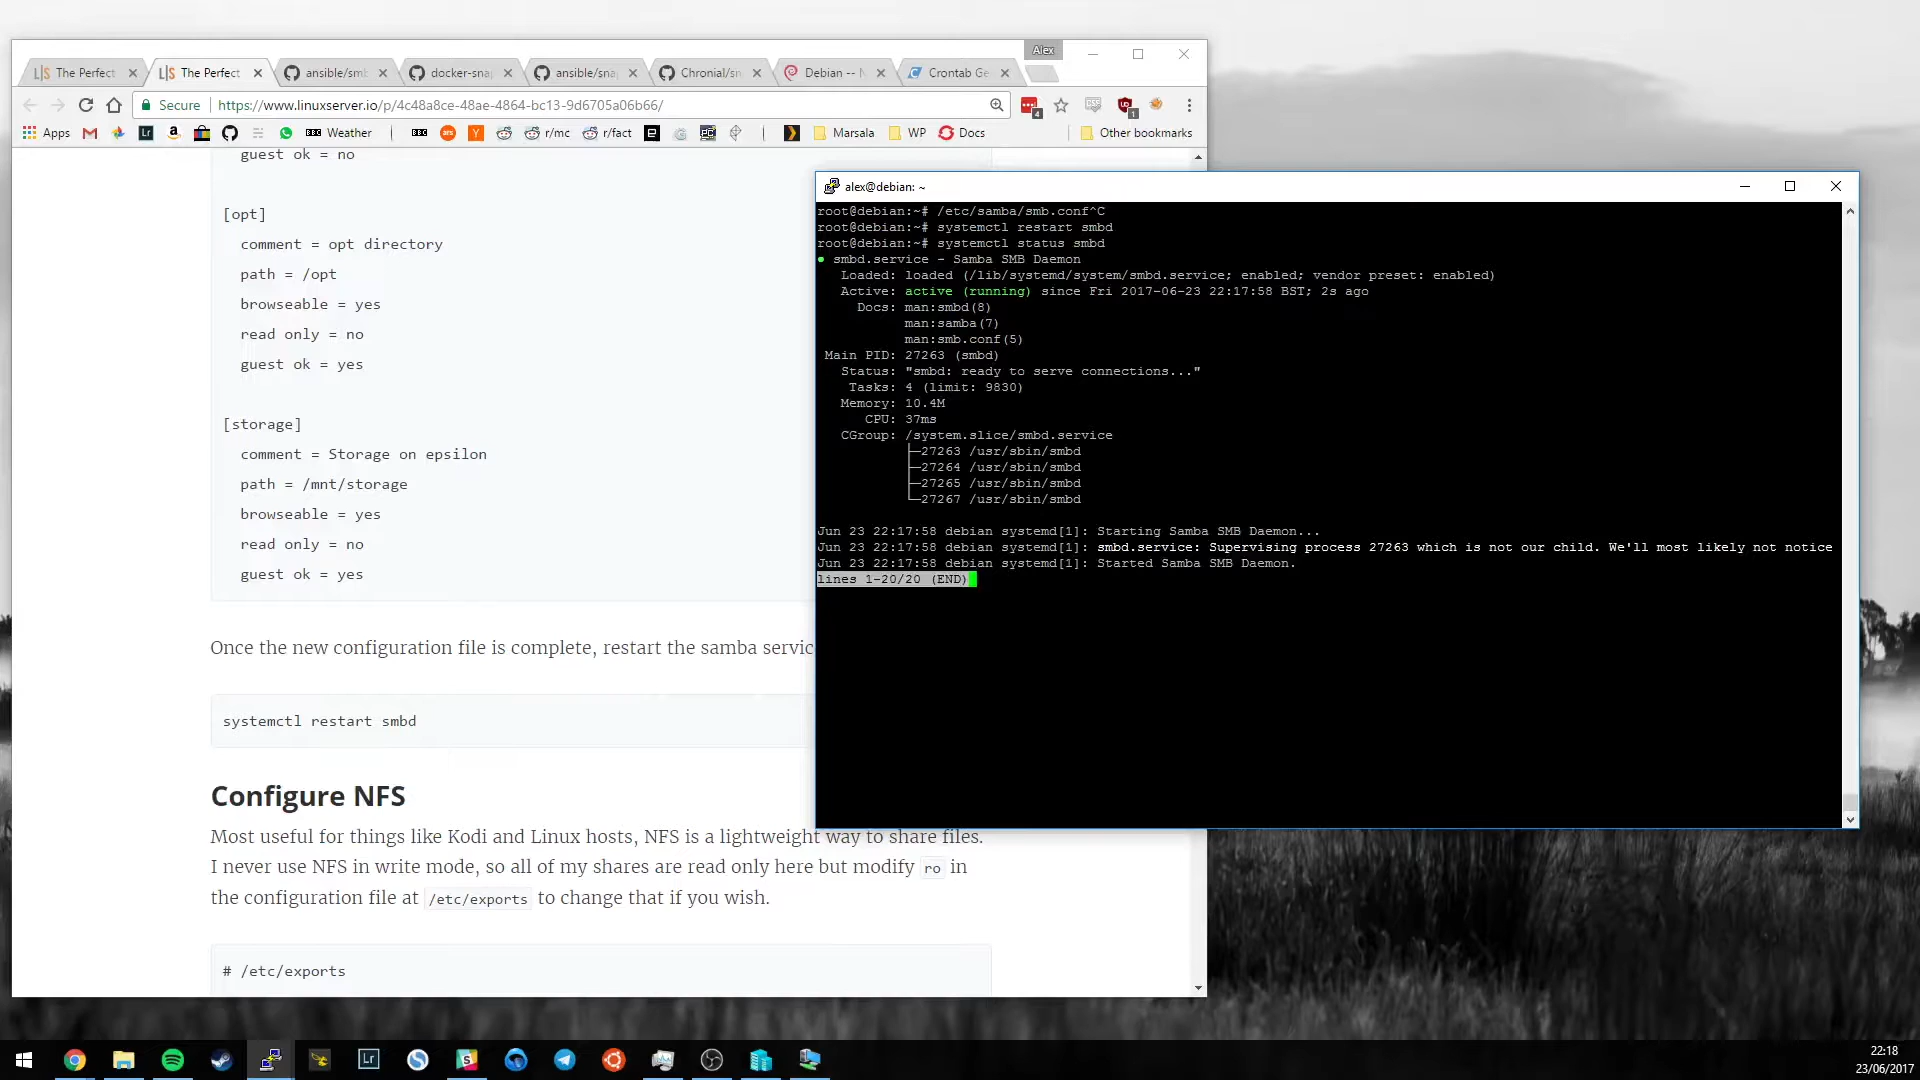 Alex
The Perfect
The Perfect
ansible/smb
docker-snap
ansible/snap
Chronial/sn
Debian -- N
Crontab Ge
Secure
https://www.linuxserver.io/p/4c48a8ce-48ae-4864-bc13-9d6705a06b66/
Apps
BBC Weather
BBC
r/mc
r/fact
Marsala
WP
Docs
Other bookmarks
guest ok = no
[opt]
comment = opt directory
path = /opt
browseable = yes
read only = no
guest ok = yes
[storage]
comment = Storage on epsilon
path = /mnt/storage
browseable = yes
read only = no
guest ok = yes
Once the new configuration file is complete, restart the samba servic
systemctl restart smbd
Configure NFS
Most useful for things like Kodi and Linux hosts, NFS is a lightweight way to share files.
I never use NFS in write mode, so all of my shares are read only here but modify ro in
the configuration file at /etc/exports to change that if you wish.
# /etc/exports
alex@debian: ~
root@debian:~# /etc/samba/smb.conf^C
root@debian:~# systemctl restart smbd
root@debian:~# systemctl status smbd
● smbd.service - Samba SMB Daemon
Loaded: loaded (/lib/systemd/system/smbd.service; enabled; vendor preset: enabled)
Active: active (running) since Fri 2017-06-23 22:17:58 BST; 2s ago
Docs: man:smbd(8)
man:samba(7)
man:smb.conf(5)
Main PID: 27263 (smbd)
Status: "smbd: ready to serve connections..."
Tasks: 4 (limit: 9830)
Memory: 10.4M
CPU: 37ms
CGroup: /system.slice/smbd.service
├─27263 /usr/sbin/smbd
├─27264 /usr/sbin/smbd
├─27265 /usr/sbin/smbd
└─27267 /usr/sbin/smbd
Jun 23 22:17:58 debian systemd[1]: Starting Samba SMB Daemon...
Jun 23 22:17:58 debian systemd[1]: smbd.service: Supervising process 27263 which is not our child. We'll most likely not notice
Jun 23 22:17:58 debian systemd[1]: Started Samba SMB Daemon.
lines 1-20/20 (END)
22:18
23/06/2017